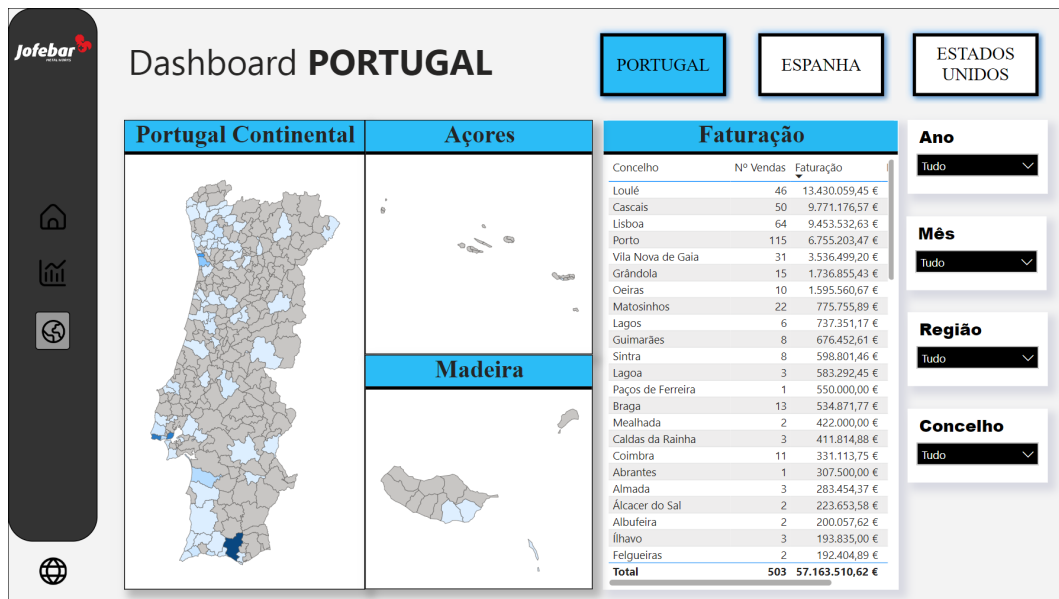 Jofebar
Dashboard PORTUGAL
PORTUGAL
ESPANHA
ESTADOS
UNIDOS
Portugal Continental
Açores
Madeira
Faturação
Concelho Nº Vendas Faturação
Loulé 46 13.430.059,45 €
Cascais 50 9.771.176,57 €
Lisboa 64 9.453.532,63 €
Porto 115 6.755.203,47 €
Vila Nova de Gaia 31 3.536.499,20 €
Grândola 15 1.736.855,43 €
Oeiras 10 1.595.560,67 €
Matosinhos 22 775.755,89 €
Lagos 6 737.351,17 €
Guimarães 8 676.452,61 €
Sintra 8 598.801,46 €
Lagoa 3 583.292,45 €
Paços de Ferreira 1 550.000,00 €
Braga 13 534.871,77 €
Mealhada 2 422.000,00 €
Caldas da Rainha 3 411.814,88 €
Coimbra 11 331.113,75 €
Abrantes 1 307.500,00 €
Almada 3 283.454,37 €
Álcacer do Sal 2 223.653,58 €
Albufeira 2 200.057,62 €
Ílhavo 3 193.835,00 €
Felgueiras 2 192.404,89 €
Total 503 57.163.510,62 €
Ano
Tudo
Mês
Tudo
Região
Tudo
Concelho
Tudo